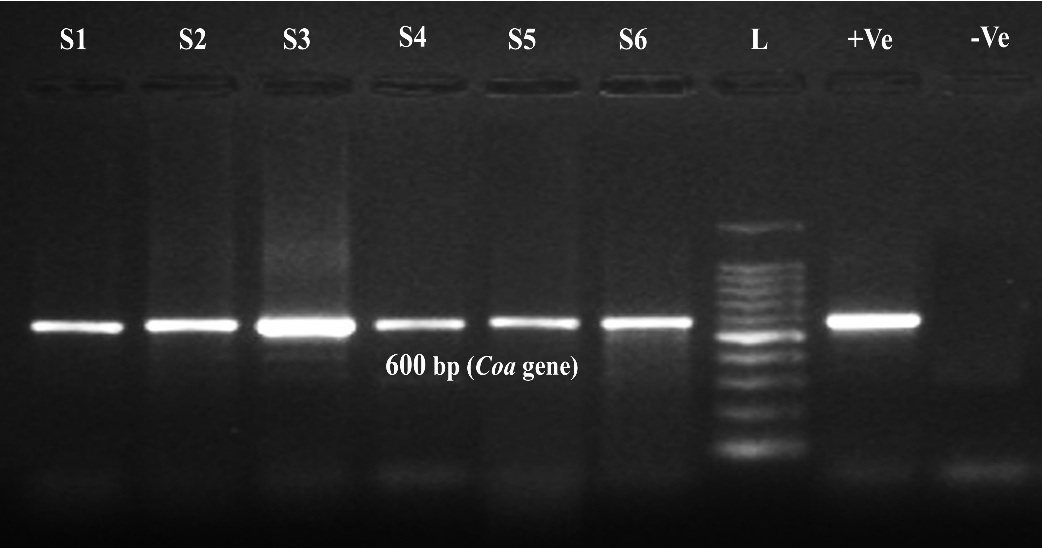 S1 S2 S3 S4 S5 S6 L +Ve -Ve
600 bp (Coa gene)